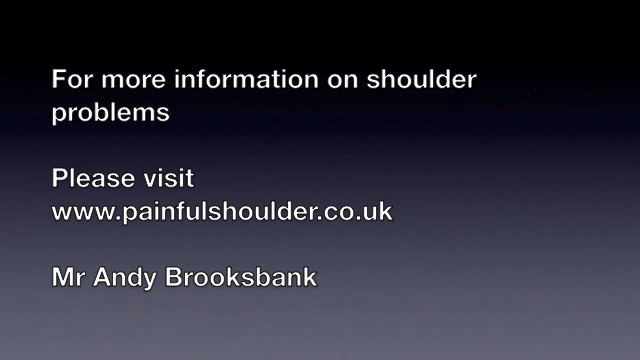 For more information on shoulder
problems
Please visit
www.painfulshoulder.co.uk
Mr Andy Brooksbank